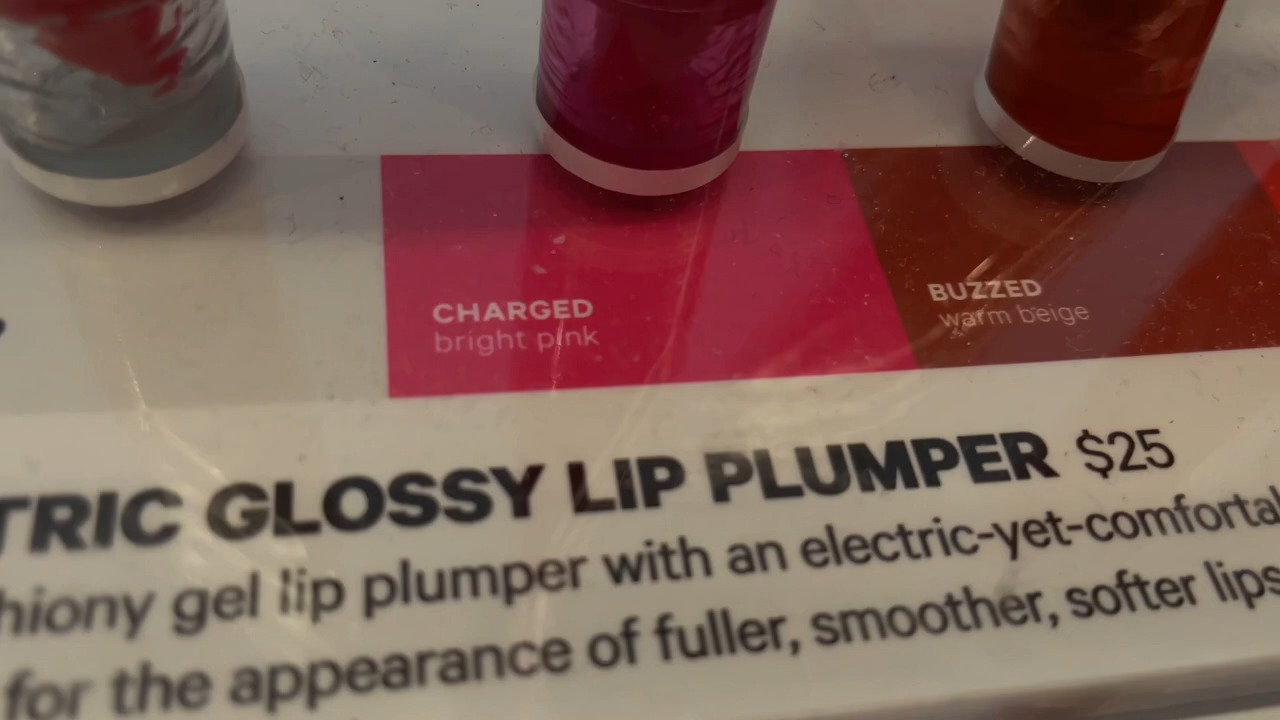 CHARGED
bright pink
BUZZED
warm beige
TRIC GLOSSY LIP PLUMPER $25
hiony gel lip plumper with an electric-yet-comfortal
for the appearance of fuller, smoother, softer lips